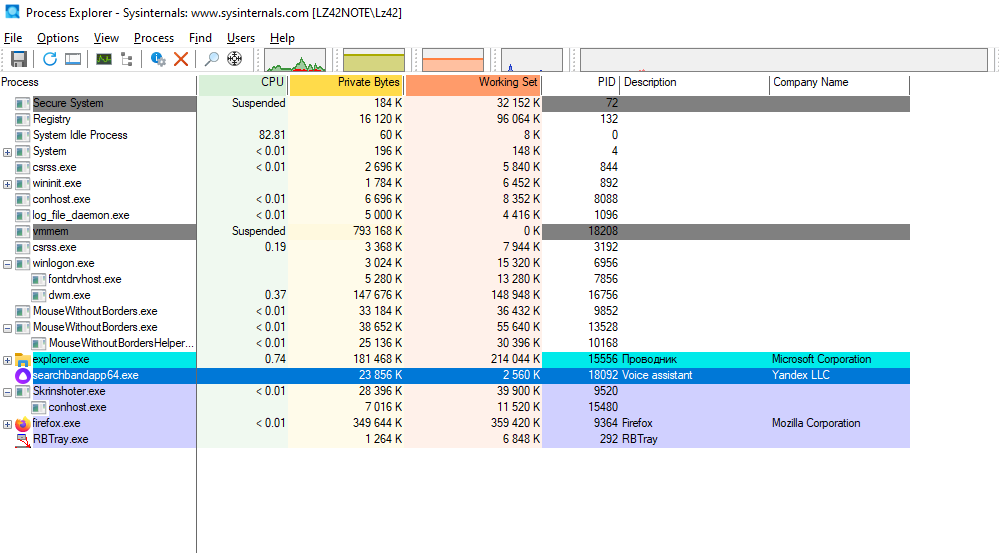 Process Explorer - Sysinternals: www.sysinternals.com [LZ42NOTE\Lz42]
File Options View Process Find Users Help
Process CPU Private Bytes Working Set PID Description Company Name
Secure System Suspended 184 K 32 152 K 72
Registry 16 120 K 96 064 K 132
System Idle Process 82.81 60 K 8 K 0
System < 0.01 196 K 148 K 4
csrss.exe < 0.01 2 696 K 5 840 K 844
wininit.exe 1 784 K 6 452 K 892
conhost.exe < 0.01 6 696 K 8 352 K 8088
log_file_daemon.exe < 0.01 5 000 K 4 416 K 1096
vmmem Suspended 793 168 K 0 K 18208
csrss.exe 0.19 3 368 K 7 944 K 3192
winlogon.exe 3 024 K 15 320 K 6956
fontdrvhost.exe 5 280 K 13 280 K 7856
dwm.exe 0.37 147 676 K 148 948 K 16756
MouseWithoutBorders.exe < 0.01 33 184 K 36 432 K 9852
MouseWithoutBorders.exe < 0.01 38 652 K 55 640 K 13528
MouseWithoutBordersHelper... < 0.01 25 136 K 30 396 K 10168
explorer.exe 0.74 181 468 K 214 044 K 15556 Проводник Microsoft Corporation
searchbandapp64.exe 23 856 K 2 560 K 18092 Voice assistant Yandex LLC
Skrinshoter.exe < 0.01 28 396 K 39 900 K 9520
conhost.exe 7 016 K 11 520 K 15480
firefox.exe < 0.01 349 644 K 359 420 K 9364 Firefox Mozilla Corporation
RBTray.exe 1 264 K 6 848 K 292 RBTray